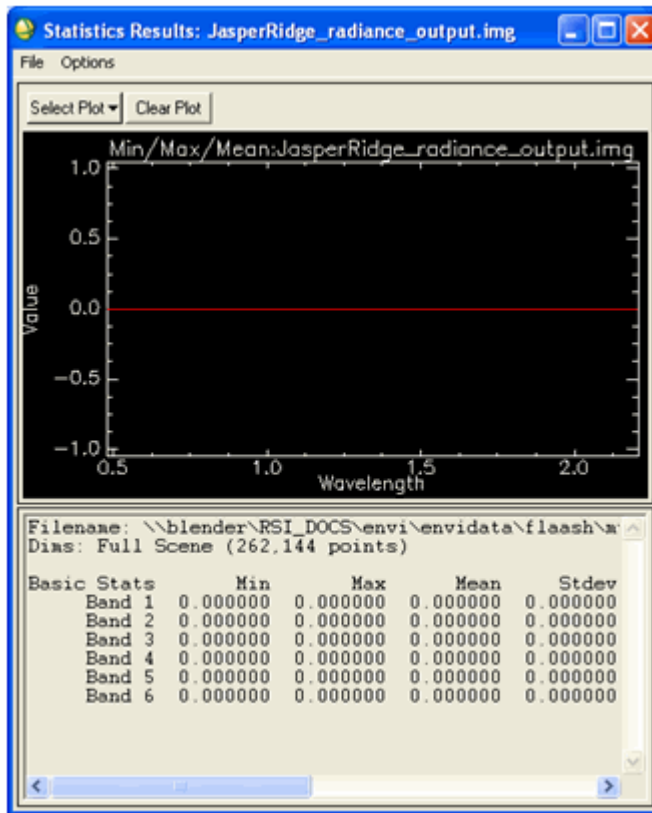 Statistics Results: JasperRidge_radiance_output.img
File Options
Select Plot Clear Plot
Min/Max/Mean:JasperRidge_radiance_output.img
1.0
0.5
0.0
-0.5
-1.0
Value
0.5 1.0 1.5 2.0
Wavelength
Filename: \\blender\RSI_DOCS\envi\envidata\flaash\m
Dims: Full Scene (262,144 points)
Basic Stats Min Max Mean Stdev
Band 1 0.000000 0.000000 0.000000 0.000000
Band 2 0.000000 0.000000 0.000000 0.000000
Band 3 0.000000 0.000000 0.000000 0.000000
Band 4 0.000000 0.000000 0.000000 0.000000
Band 5 0.000000 0.000000 0.000000 0.000000
Band 6 0.000000 0.000000 0.000000 0.000000